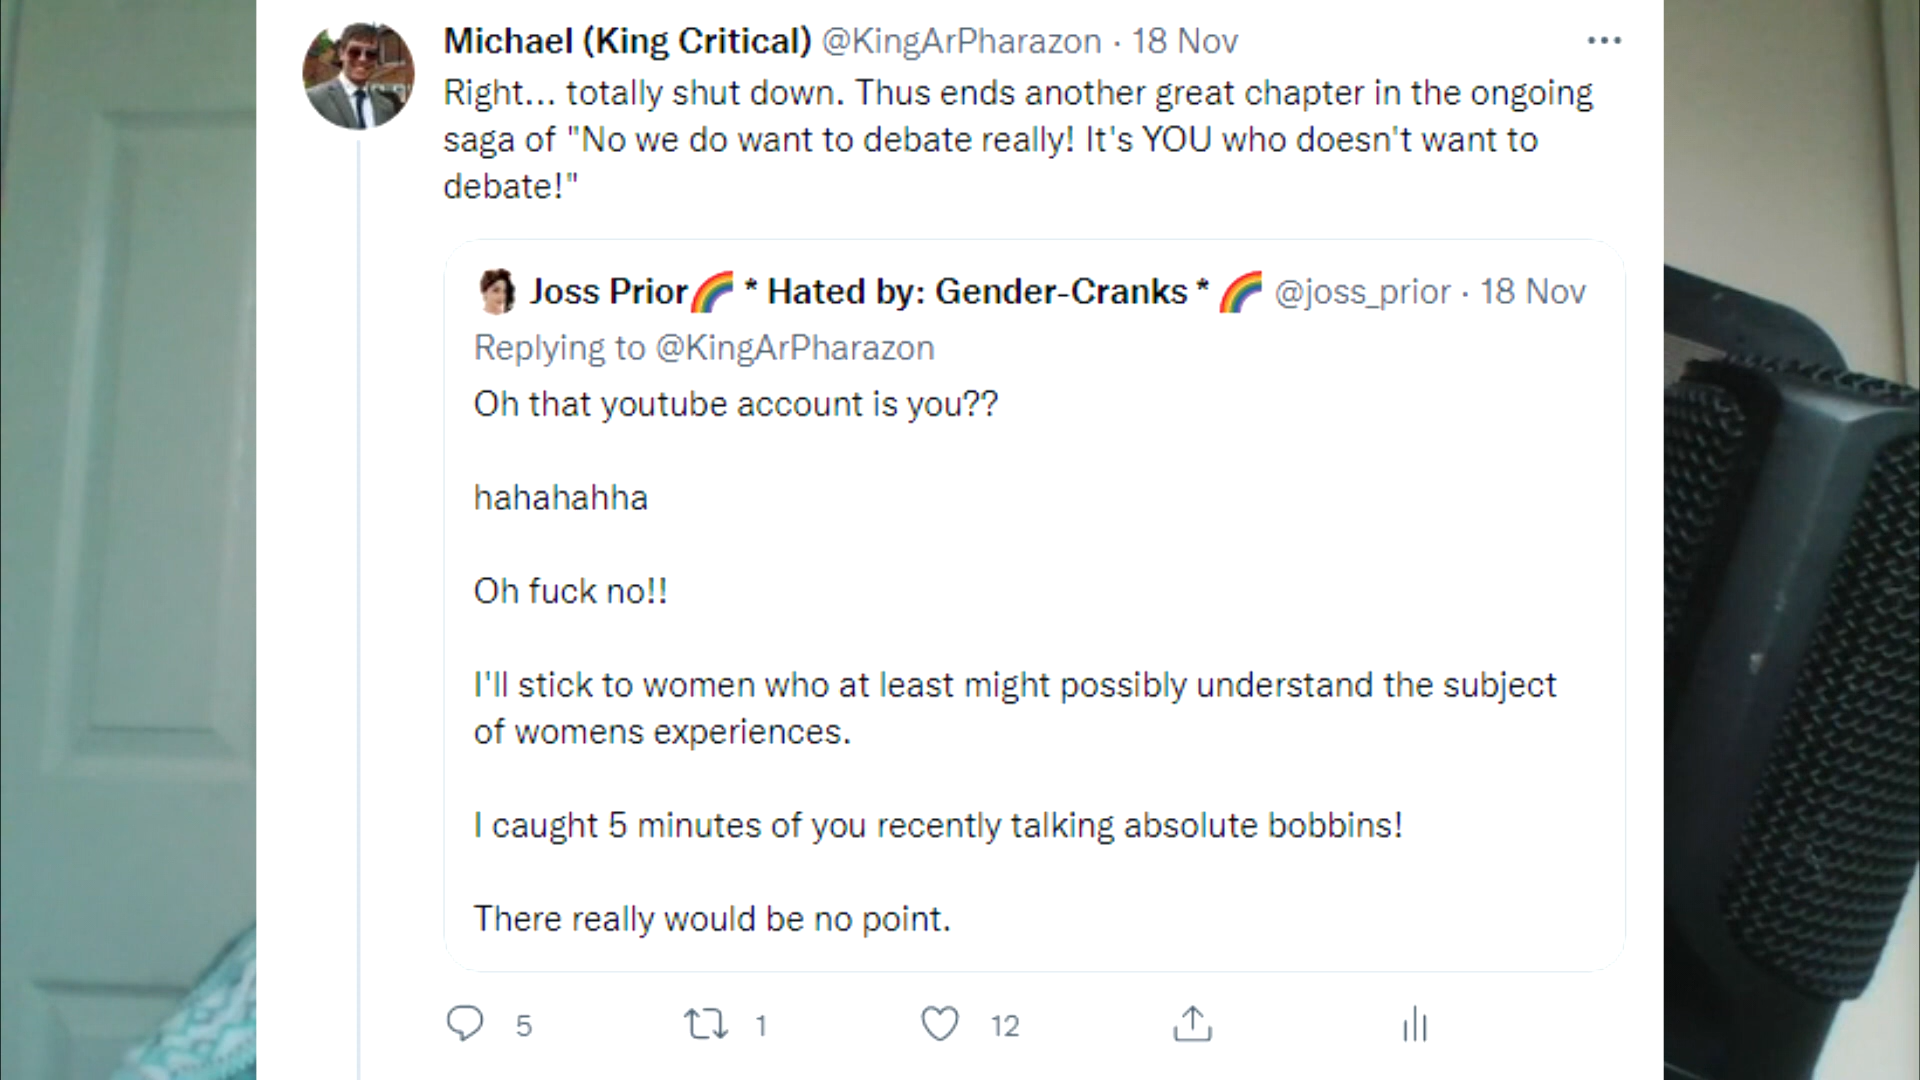 Michael (King Critical) @KingArPharazon · 18 Nov
Right... totally shut down. Thus ends another great chapter in the ongoing
saga of "No we do want to debate really! It's YOU who doesn't want to
debate!"
Joss Prior🌈 * Hated by: Gender-Cranks * 🌈 @joss_prior · 18 Nov
Replying to @KingArPharazon
Oh that youtube account is you??
hahahahha
Oh fuck no!!
I'll stick to women who at least might possibly understand the subject
of womens experiences.
I caught 5 minutes of you recently talking absolute bobbins!
There really would be no point.
5 1 12